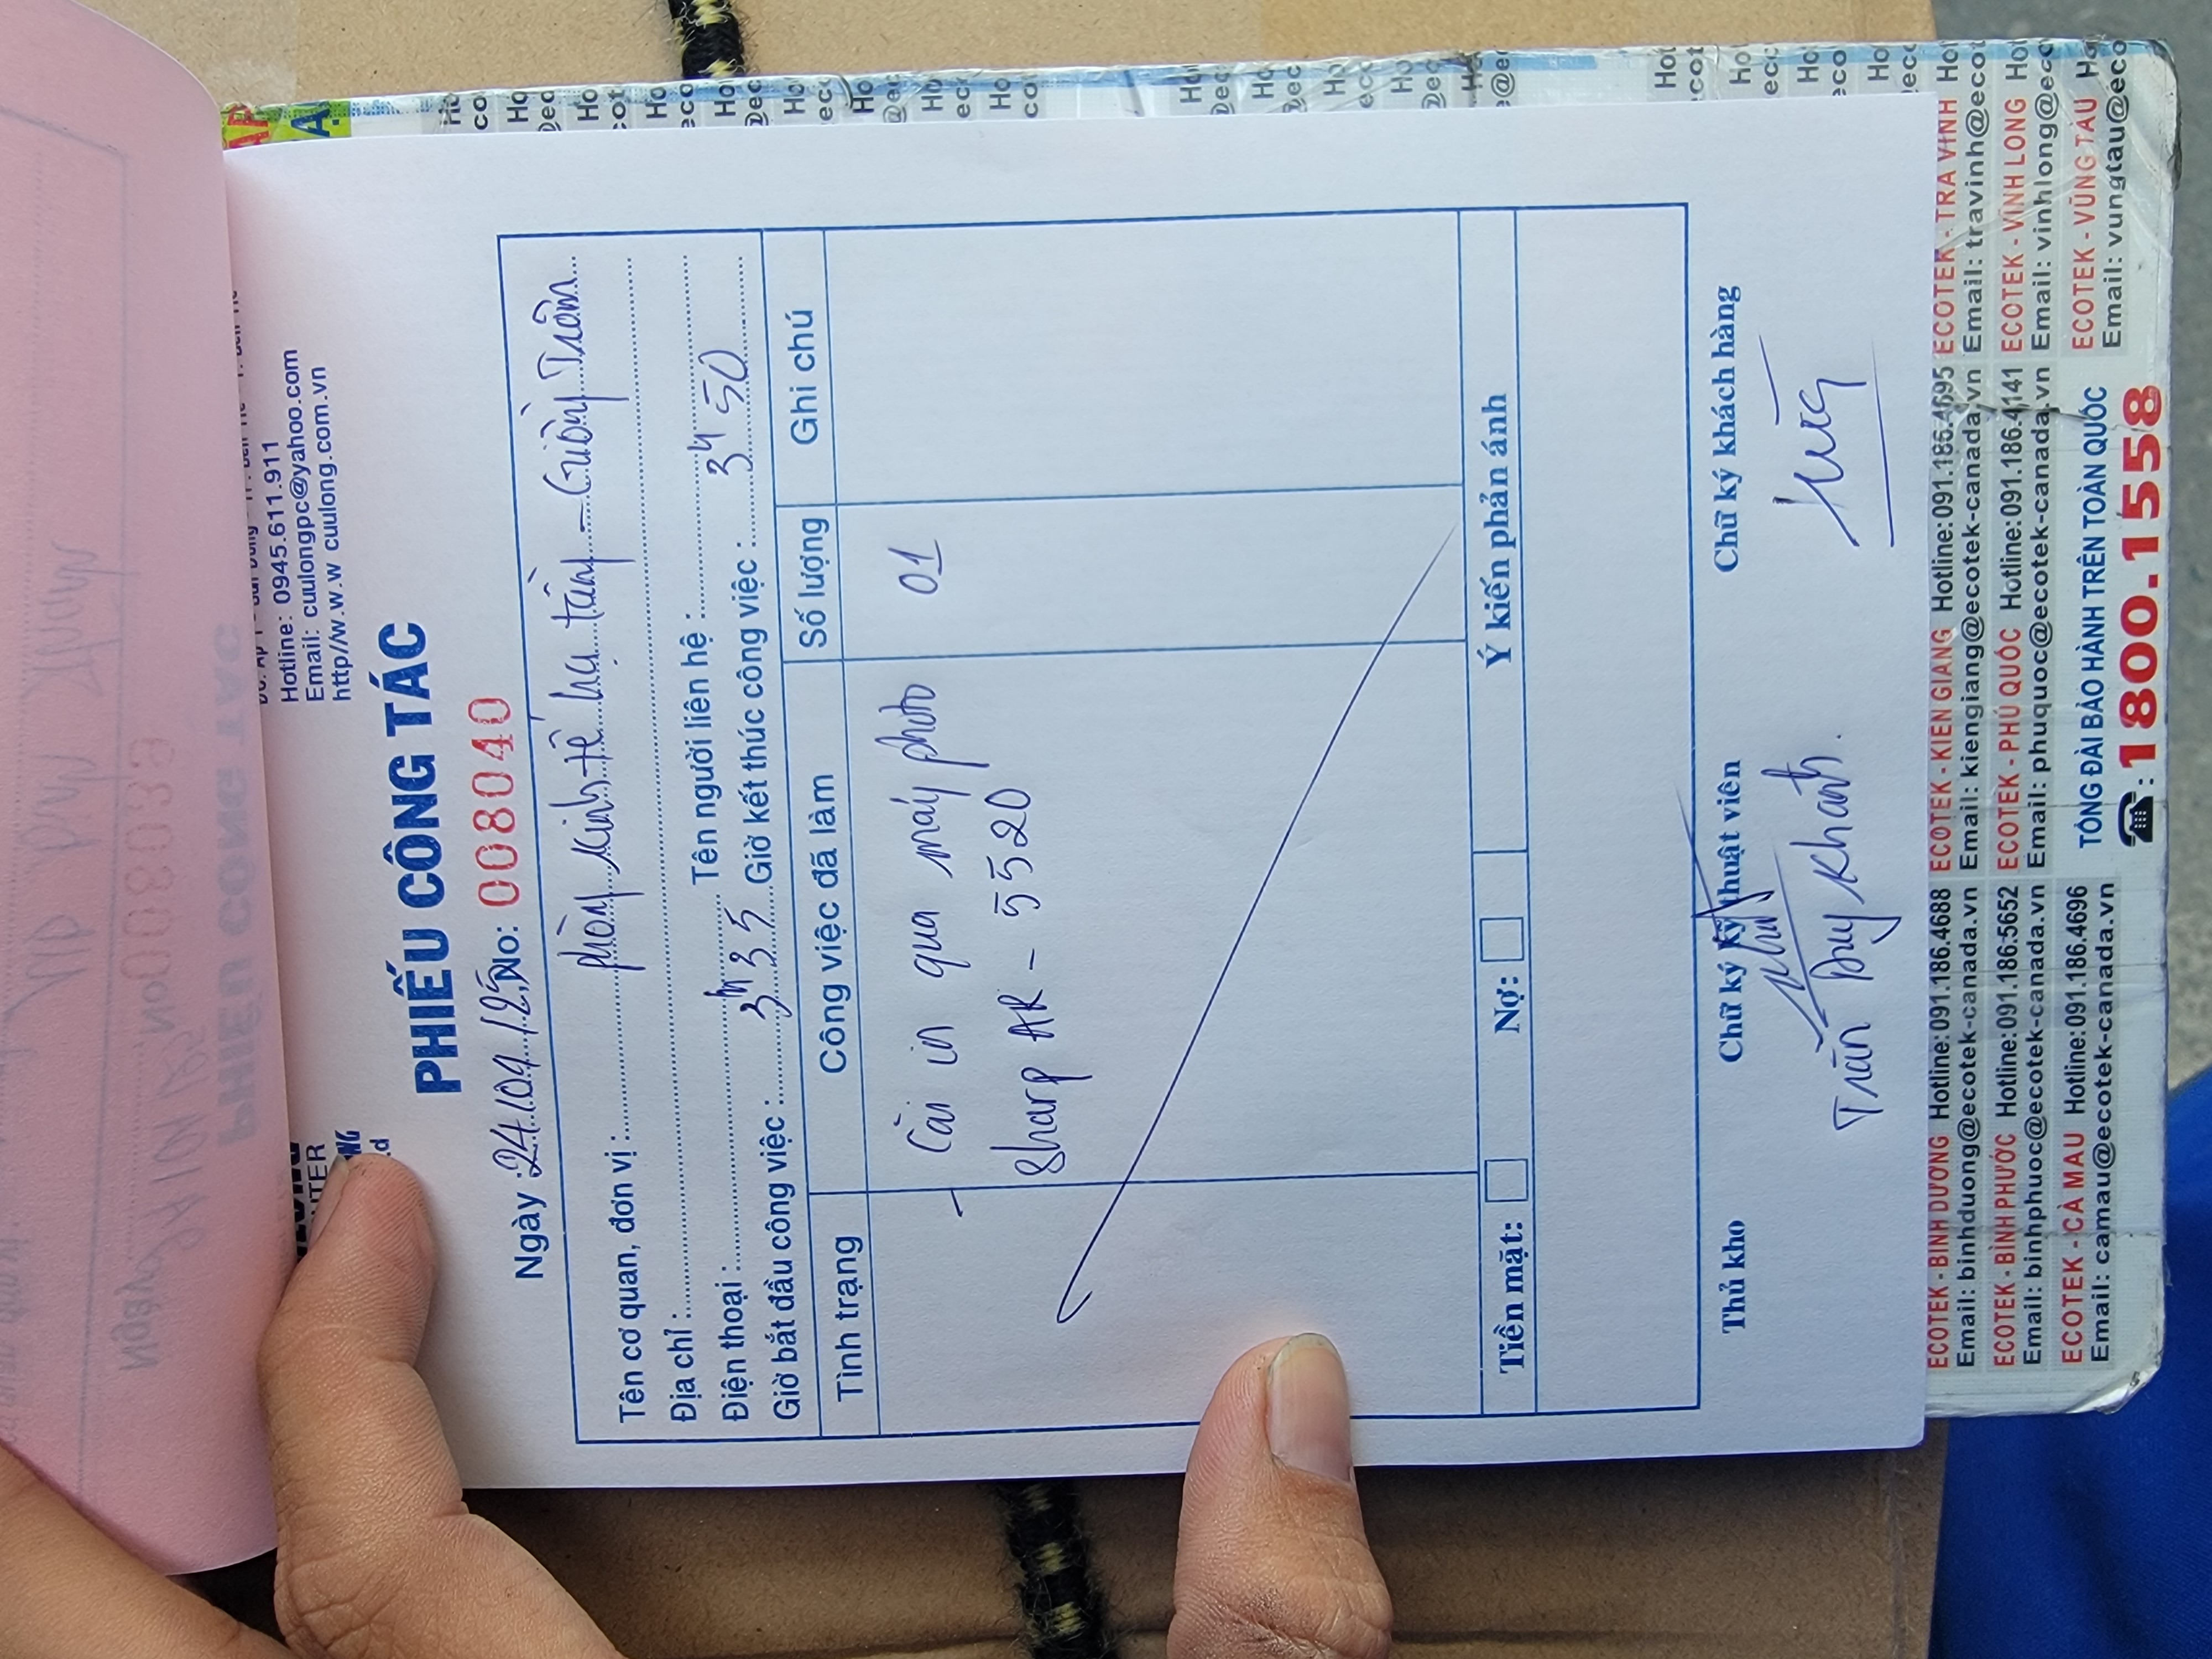 Hotline: 0945.611.911
Email: cuulongpc@yahoo.com
http//w.w.w cuulong.com.vn
PHIẾU CÔNG TÁC
Ngày 24/09/25 No: 008040
Tên cơ quan, đơn vị : phòng Kinh tế hạ tầng - Giồng Trôm
Địa chỉ :
Điện thoại : Tên người liên hệ :
Giờ bắt đầu công việc : 3h 35 Giờ kết thúc công việc : 3h 50
Tình trạng Công việc đã làm Số lượng Ghi chú
- Cài in qua máy photo 01
Sharp AR - 5520
Tiền mặt: Nợ: Ý kiến phản ánh
Thủ kho Chữ ký kỹ thuật viên Chữ ký khách hàng
Trần Duy Khanh.
ECOTEK - BÌNH DƯƠNG Hotline:091.186.4688 ECOTEK - KIÊN GIANG Hotline:091.186.4695 ECOTEK - TRÀ VINH Hot
Email: binhduong@ecotek-canada.vn Email: kiengiang@ecotek-canada.vn Email: travinh@ecot
ECOTEK - BÌNH PHƯỚC Hotline:091.186.5652 ECOTEK - PHÚ QUỐC Hotline:091.186.4141 ECOTEK - VĨNH LONG Ho
Email: binhphuoc@ecotek-canada.vn Email: phuquoc@ecotek-canada.vn Email: vinhlong@ec
ECOTEK - CÀ MAU Hotline:091.186.4696 TỔNG ĐÀI BẢO HÀNH TRÊN TOÀN QUỐC ECOTEK - VŨNG TÀU H
Email: camau@ecotek-canada.vn ☎: 1800.1558 Email: vungtau@eco